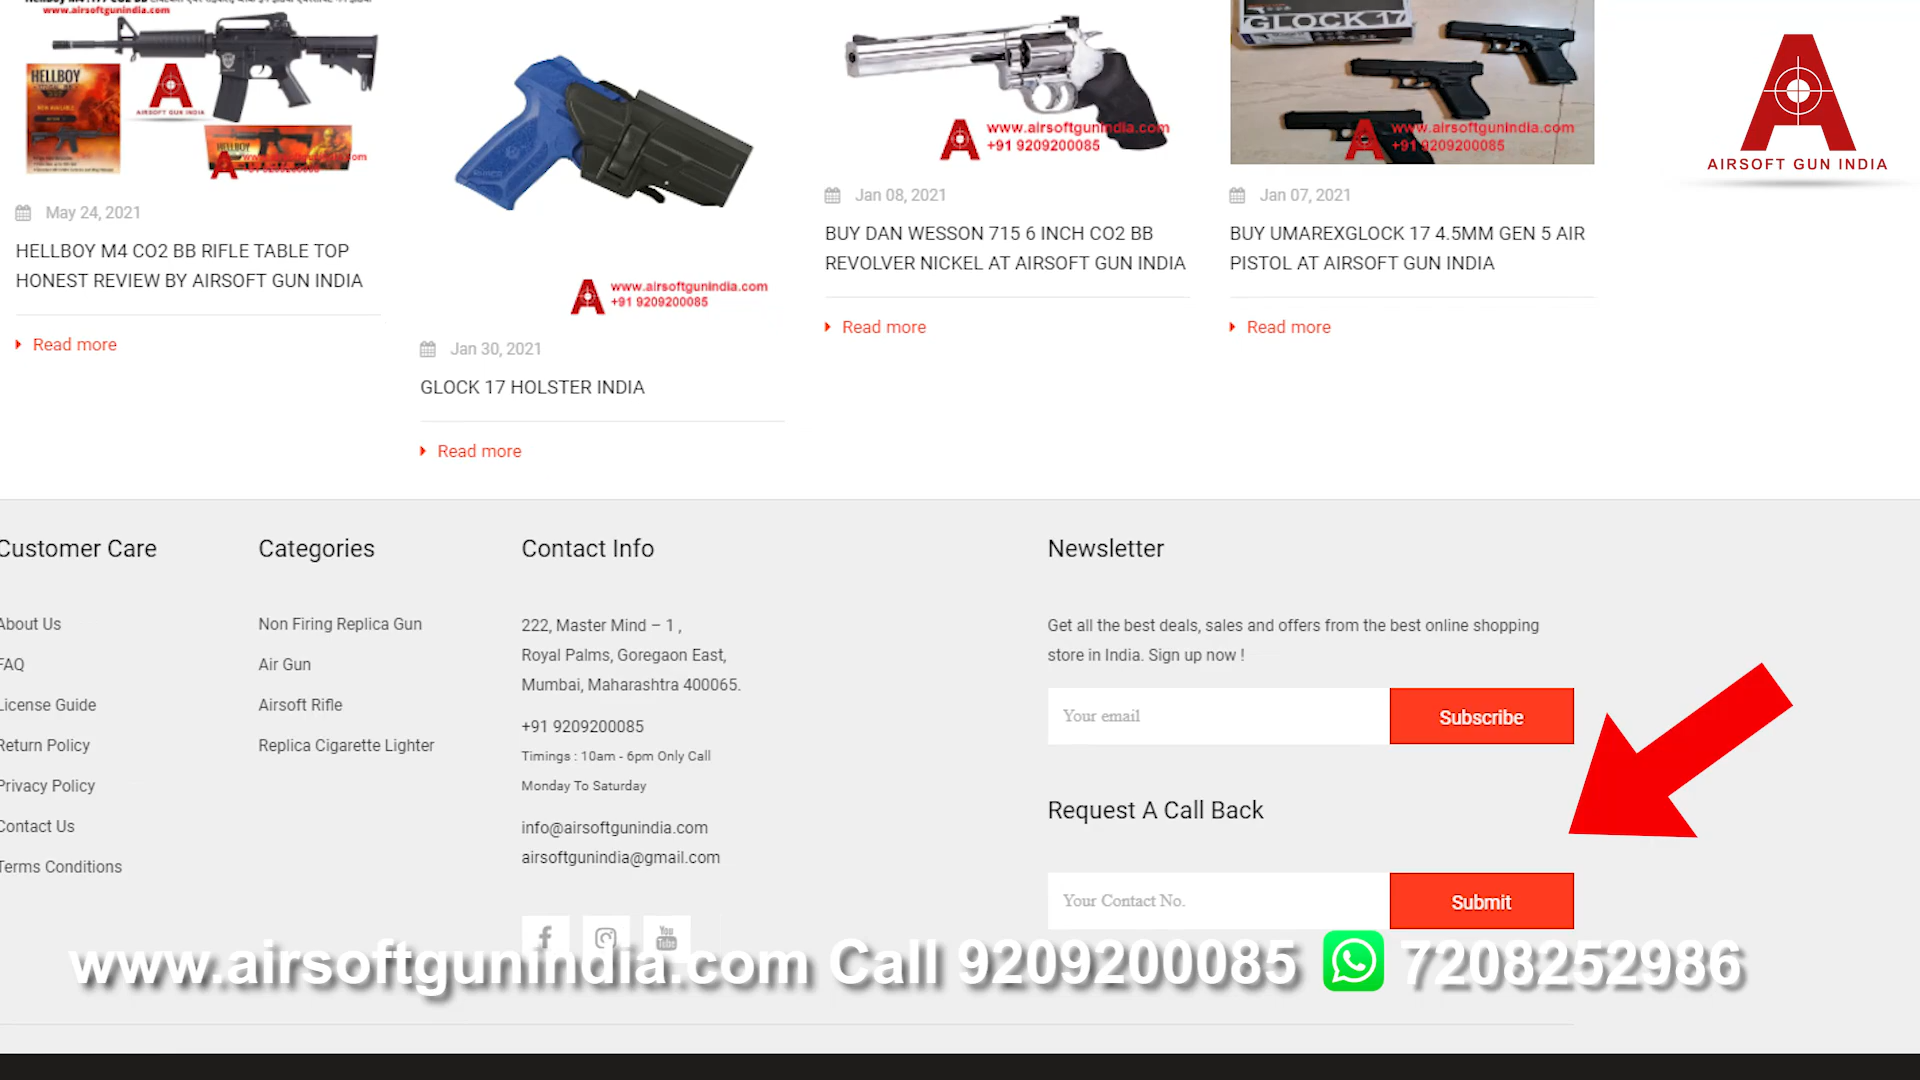 www.airsoftgunindia.com
HELLBOY
AIRSOFT GUN INDIA
HELLBOY
May 24, 2021
HELLBOY M4 CO2 BB RIFLE TABLE TOP
HONEST REVIEW BY AIRSOFT GUN INDIA
Read more
www.airsoftgunindia.com
+91 9209200085
Jan 30, 2021
GLOCK 17 HOLSTER INDIA
Read more
www.airsoftgunindia.com
+91 9209200085
Jan 08, 2021
BUY DAN WESSON 715 6 INCH CO2 BB
REVOLVER NICKEL AT AIRSOFT GUN INDIA
Read more
GLOCK 17
www.airsoftgunindia.com
+91 9209200085
Jan 07, 2021
BUY UMAREXGLOCK 17 4.5MM GEN 5 AIR
PISTOL AT AIRSOFT GUN INDIA
Read more
AIRSOFT GUN INDIA
Customer Care
About Us
FAQ
License Guide
Return Policy
Privacy Policy
Contact Us
Terms Conditions
Categories
Non Firing Replica Gun
Air Gun
Airsoft Rifle
Replica Cigarette Lighter
Contact Info
222, Master Mind – 1 ,
Royal Palms, Goregaon East,
Mumbai, Maharashtra 400065.
+91 9209200085
Timings : 10am - 6pm Only Call
Monday To Saturday
info@airsoftgunindia.com
airsoftgunindia@gmail.com
You
Tube
Newsletter
Get all the best deals, sales and offers from the best online shopping
store in India. Sign up now !
Your email
Subscribe
Request A Call Back
Your Contact No.
Submit
www.airsoftgunindia.com Call 9209200085 7208252986